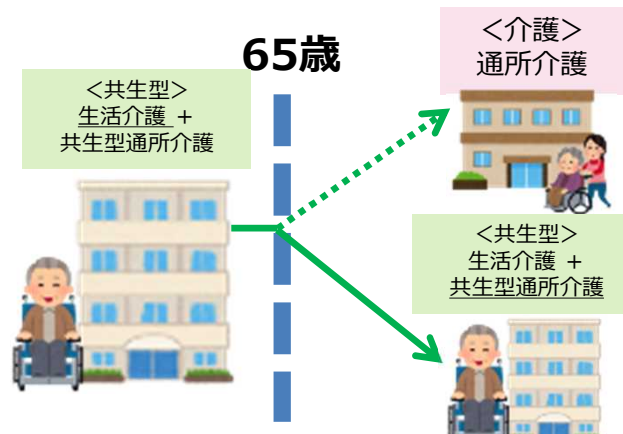 65歳
＜共生型＞
生活介護 +
共生型通所介護
＜介護＞
通所介護
＜共生型＞
生活介護 +
共生型通所介護